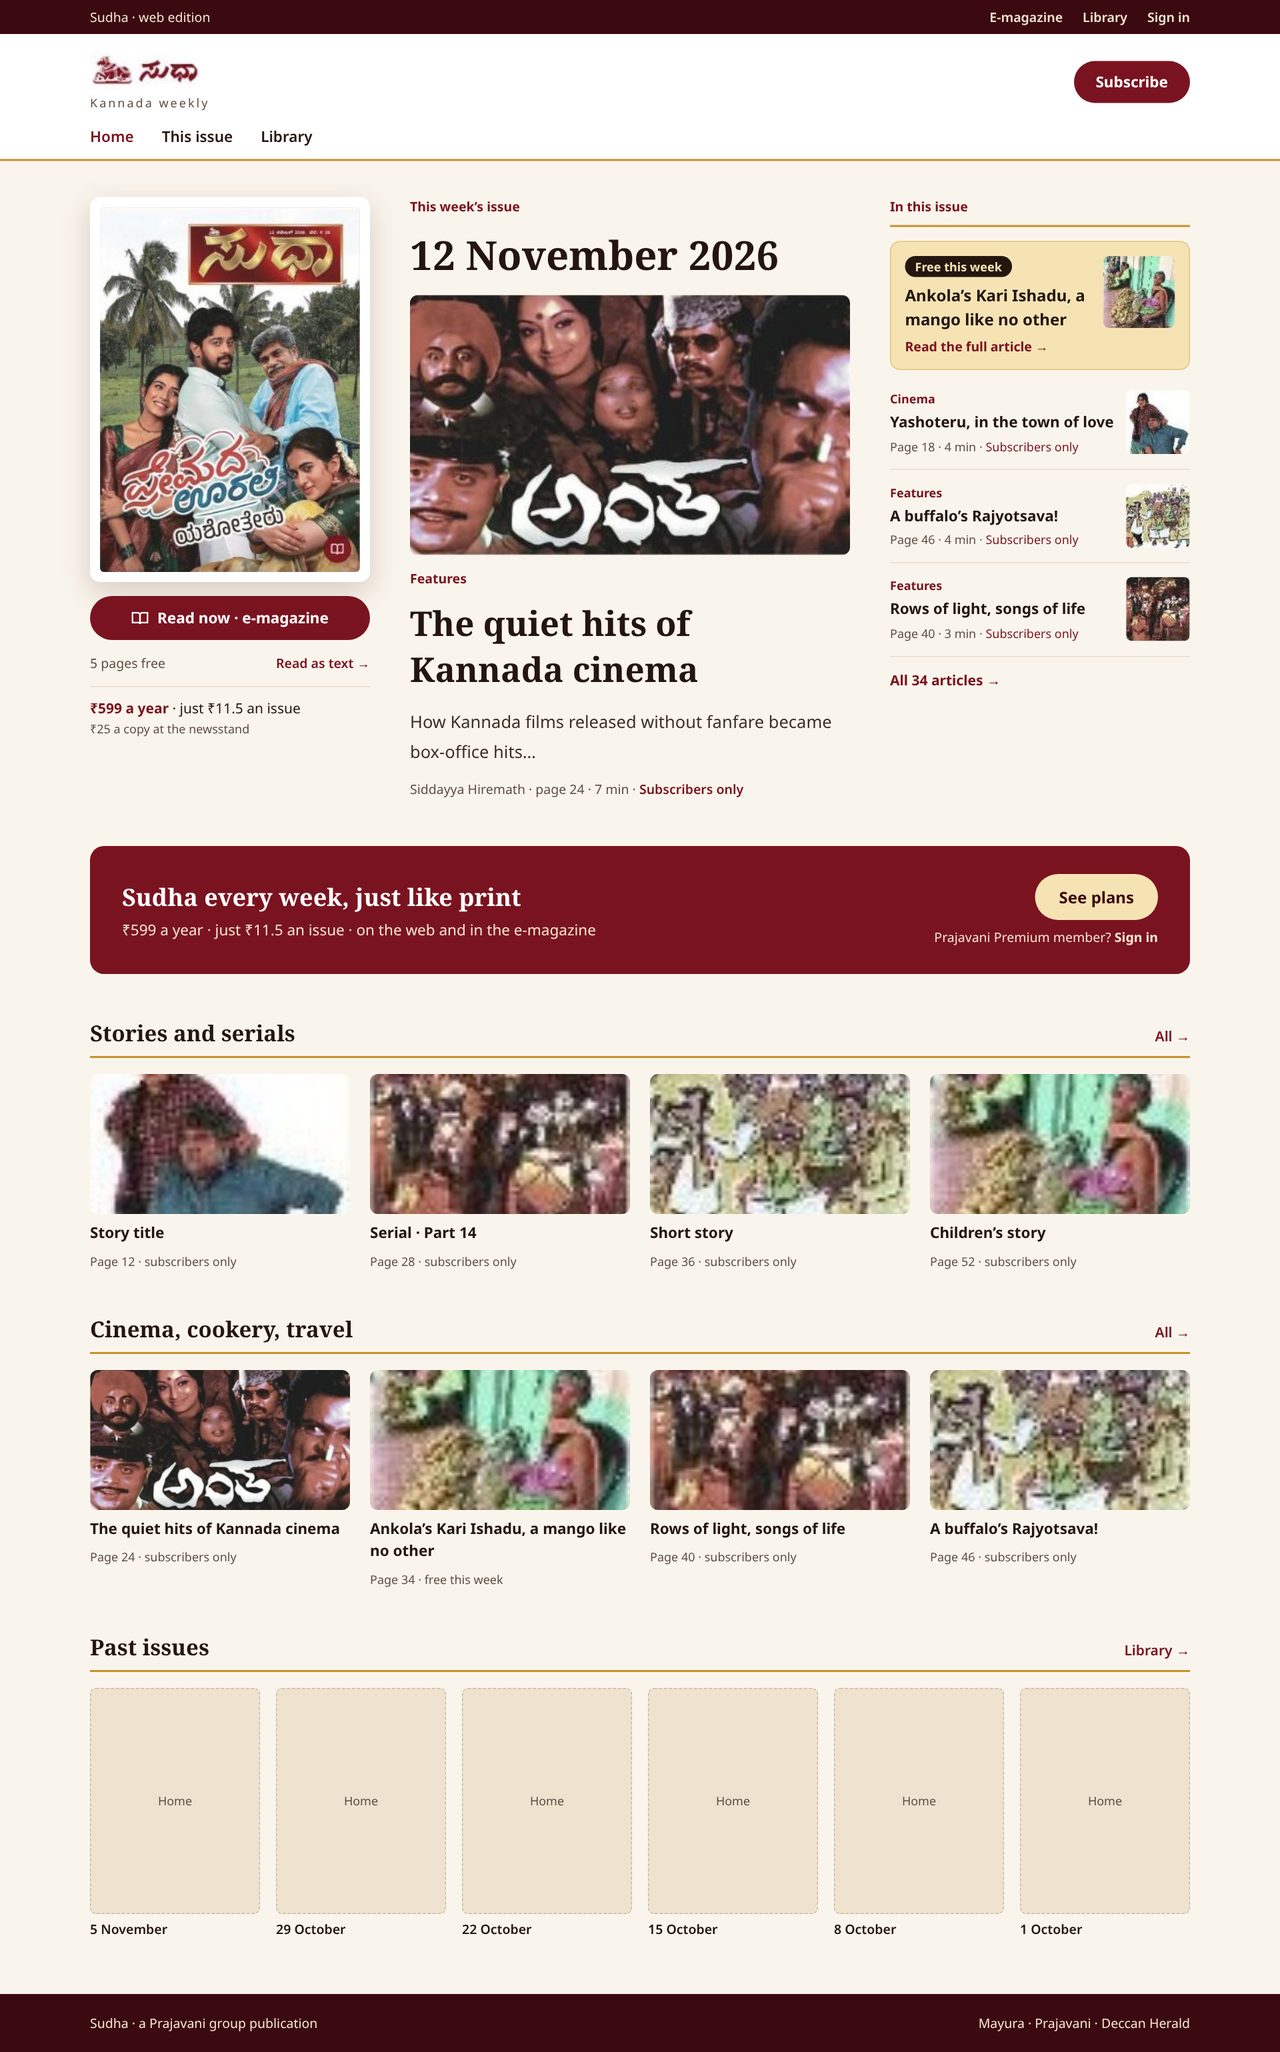 Sudha · web edition
E-magazine Library Sign in
ಸುಧಾ
Kannada weekly
Subscribe
Home This issue Library
ಸುಧಾ
ಪ್ರೇಮದ
ಊರಲಿ
ಯಶೋತೇರು
Read now · e-magazine
5 pages free
Read as text →
₹599 a year · just ₹11.5 an issue
₹25 a copy at the newsstand
This week’s issue
12 November 2026
ಅಂತ
Features
The quiet hits of
Kannada cinema
How Kannada films released without fanfare became
box-office hits…
Siddayya Hiremath · page 24 · 7 min · Subscribers only
In this issue
Free this week
Ankola’s Kari Ishadu, a
mango like no other
Read the full article →
Cinema
Yashoteru, in the town of love
Page 18 · 4 min · Subscribers only
Features
A buffalo’s Rajyotsava!
Page 46 · 4 min · Subscribers only
Features
Rows of light, songs of life
Page 40 · 3 min · Subscribers only
All 34 articles →
Sudha every week, just like print
₹599 a year · just ₹11.5 an issue · on the web and in the e-magazine
See plans
Prajavani Premium member? Sign in
Stories and serials
All →
Story title
Page 12 · subscribers only
Serial · Part 14
Page 28 · subscribers only
Short story
Page 36 · subscribers only
Children’s story
Page 52 · subscribers only
Cinema, cookery, travel
All →
ಅಂತ
The quiet hits of Kannada cinema
Page 24 · subscribers only
Ankola’s Kari Ishadu, a mango like
no other
Page 34 · free this week
Rows of light, songs of life
Page 40 · subscribers only
A buffalo’s Rajyotsava!
Page 46 · subscribers only
Past issues
Library →
Home
5 November
Home
29 October
Home
22 October
Home
15 October
Home
8 October
Home
1 October
Sudha · a Prajavani group publication
Mayura · Prajavani · Deccan Herald